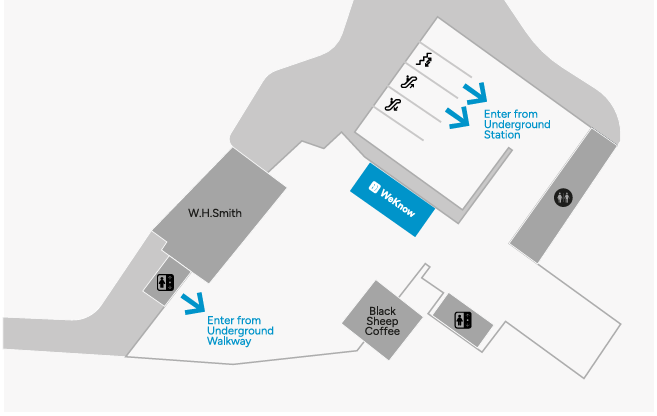 Enter from
Underground
Station
WeKnow
W.H.Smith
Enter from
Underground
Walkway
Black
Sheep
Coffee